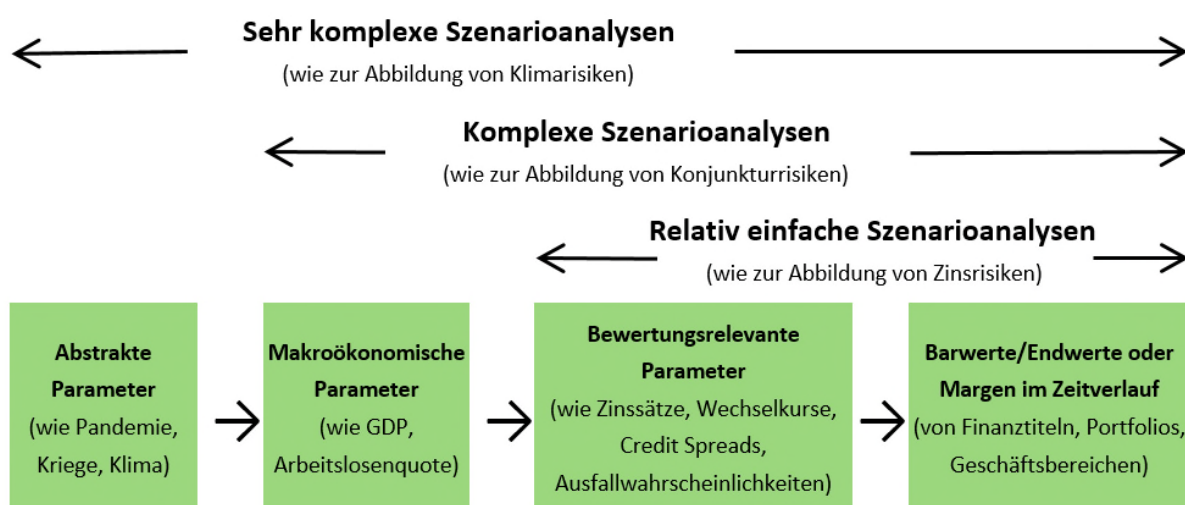 Sehr komplexe Szenarioanalysen
(wie zur Abbildung von Klimarisiken)
Komplexe Szenarioanalysen
(wie zur Abbildung von Konjunkturrisiken)
Relativ einfache Szenarioanalysen
(wie zur Abbildung von Zinsrisiken)
Abstrakte
Parameter
(wie Pandemie,
Kriege, Klima)
Makroökonomische
Parameter
(wie GDP,
Arbeitslosenquote)
Bewertungsrelevante
Parameter
(wie Zinssätze, Wechselkurse,
Credit Spreads,
Ausfallwahrscheinlichkeiten)
Barwerte/Endwerte oder
Margen im Zeitverlauf
(von Finanztiteln, Portfolios,
Geschäftsbereichen)